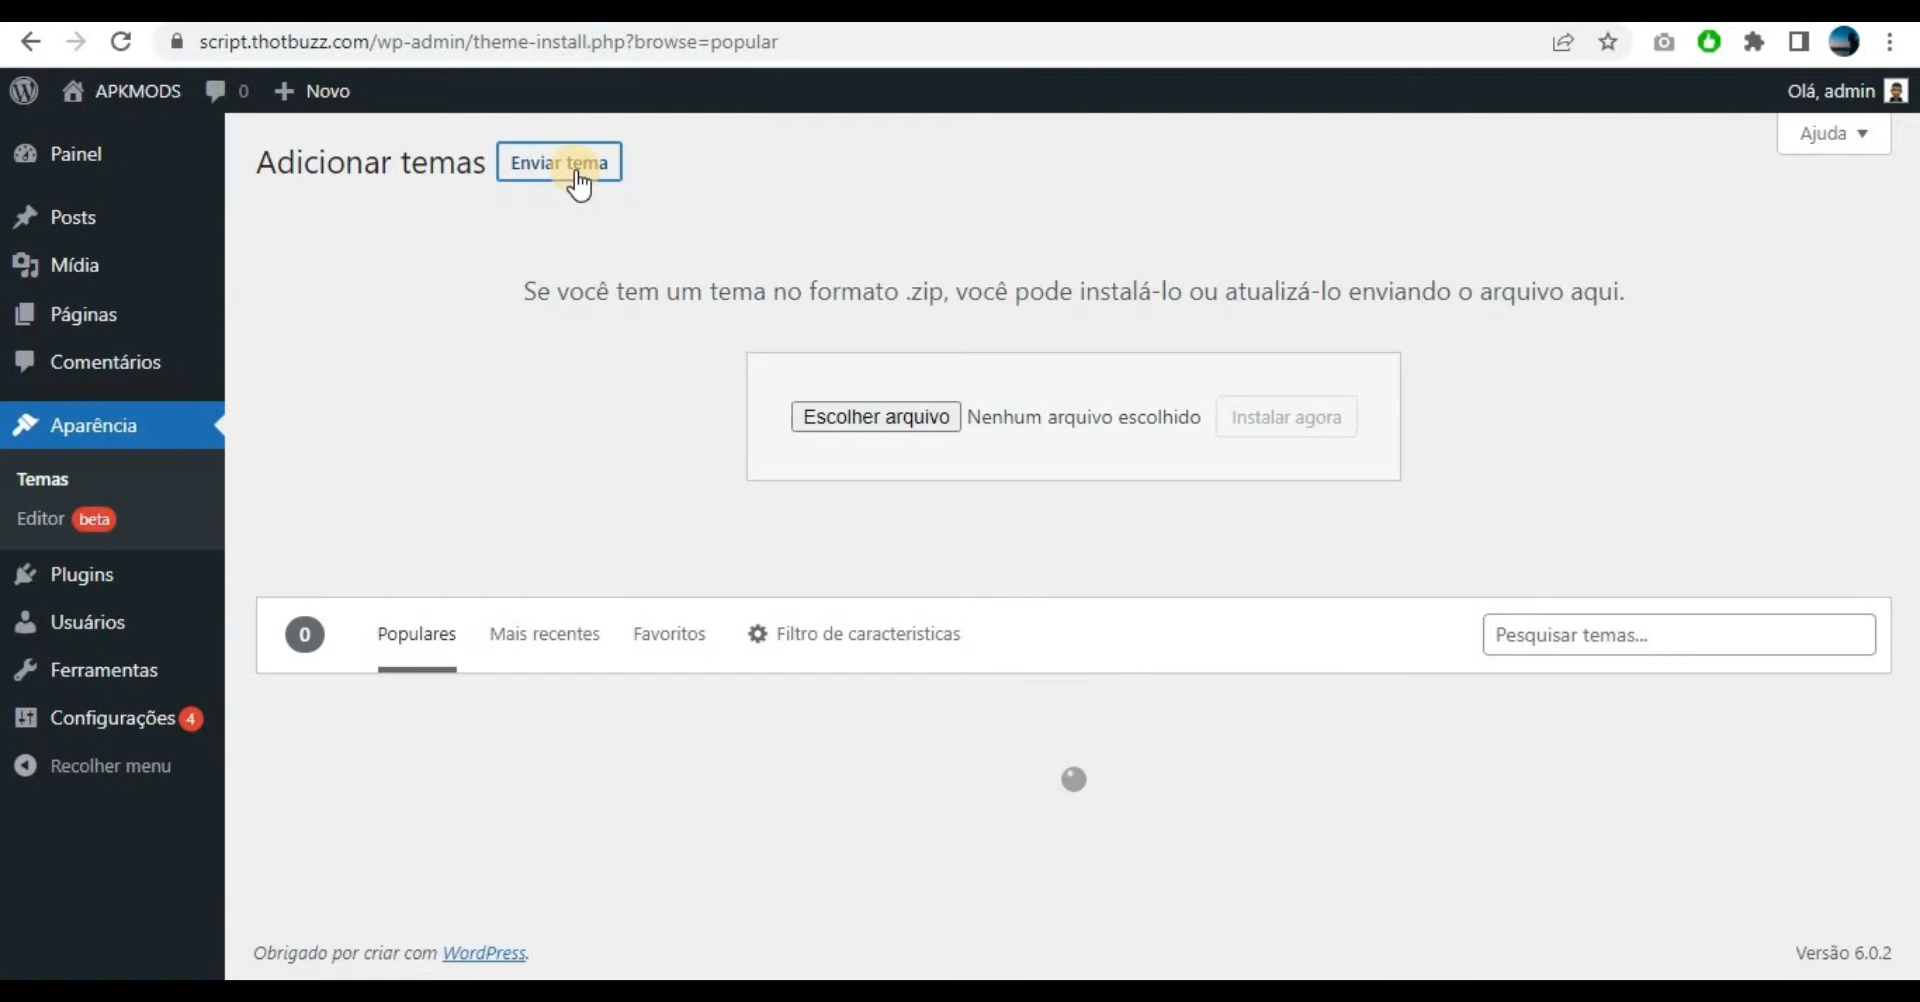 script.thotbuzz.com/wp-admin/theme-install.php?browse=popular
APKMODS 0 Novo Olá, admin
Ajuda
Painel
Adicionar temas Enviar tema
Posts
Mídia
Se você tem um tema no formato .zip, você pode instalá-lo ou atualizá-lo enviando o arquivo aqui.
Páginas
Comentários
Escolher arquivo Nenhum arquivo escolhido Instalar agora
Aparência
Temas
Editor beta
Plugins
Usuários
0 Populares Mais recentes Favoritos Filtro de caracteristicas Pesquisar temas...
Ferramentas
Configurações 4
Recolher menu
Obrigado por criar com WordPress. Versão 6.0.2